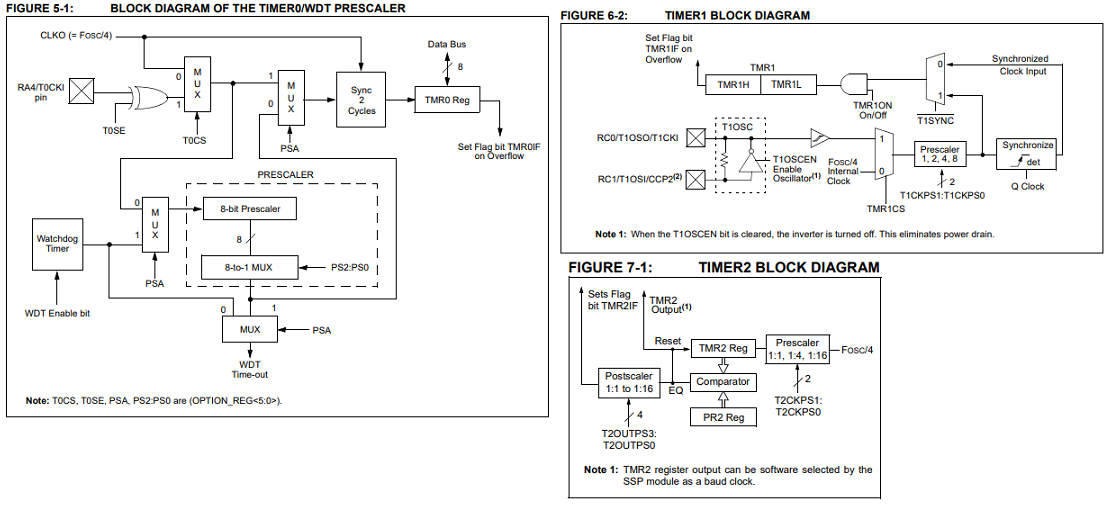 FIGURE 5-1: BLOCK DIAGRAM OF THE TIMER0/WDT PRESCALER
CLKO (= Fosc/4)
Data Bus
8
RA4/T0CKI
pin
T0SE
0
1
M
U
X
T0CS
1
0
M
U
X
PSA
Sync
2
Cycles
TMR0 Reg
Set Flag bit TMR0IF
on Overflow
PRESCALER
0
1
M
U
X
PSA
8-bit Prescaler
8
8-to-1 MUX
PS2:PS0
Watchdog
Timer
WDT Enable bit
0
1
MUX
PSA
WDT
Time-out
Note: T0CS, T0SE, PSA, PS2:PS0 are (OPTION_REG<5:0>).
FIGURE 6-2: TIMER1 BLOCK DIAGRAM
Set Flag bit
TMR1IF on
Overflow
TMR1
TMR1H
TMR1L
TMR1ON
On/Off
0
1
T1SYNC
Synchronized
Clock Input
RC0/T1OSO/T1CKI
RC1/T1OSI/CCP2(2)
T1OSC
T1OSCEN
Enable
Oscillator(1)
Fosc/4
Internal
Clock
1
0
TMR1CS
Prescaler
1, 2, 4, 8
2
T1CKPS1:T1CKPS0
Synchronize
det
Q Clock
Note 1: When the T1OSCEN bit is cleared, the inverter is turned off. This eliminates power drain.
FIGURE 7-1: TIMER2 BLOCK DIAGRAM
Sets Flag
bit TMR2IF
TMR2
Output(1)
Reset
TMR2 Reg
Prescaler
1:1, 1:4, 1:16
Fosc/4
2
T2CKPS1:
T2CKPS0
Postscaler
1:1 to 1:16
EQ
Comparator
4
T2OUTPS3:
T2OUTPS0
PR2 Reg
Note 1: TMR2 register output can be software selected by the
SSP module as a baud clock.